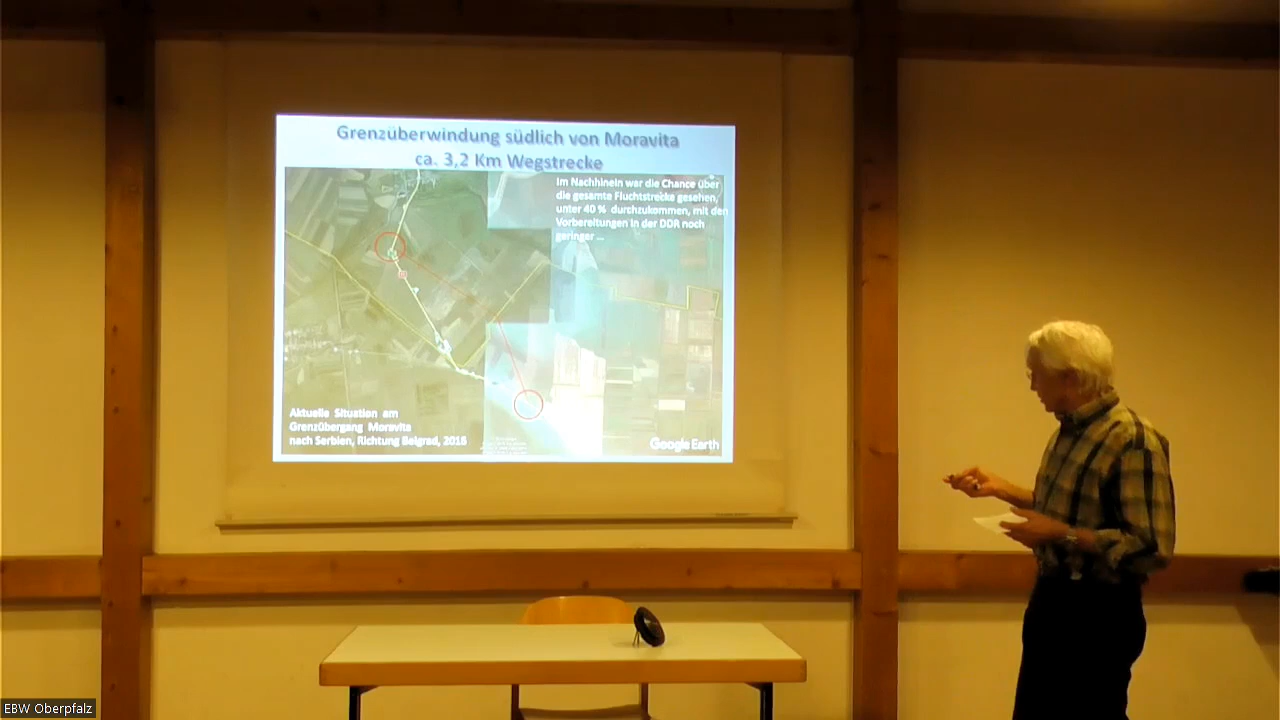 Grenzüberwindung südlich von Moravita
ca. 3,2 Km Wegstrecke
Im Nachhinein war die Chance über
die gesamte Fluchtstrecke gesehen,
unter 40 % durchzukommen, mit den
Vorbereitungen in der DDR noch
geringer ...
Aktuelle Situation am
Grenzübergang Moravita
nach Serbien, Richtung Belgrad, 2016
Google Earth
EBW Oberpfalz